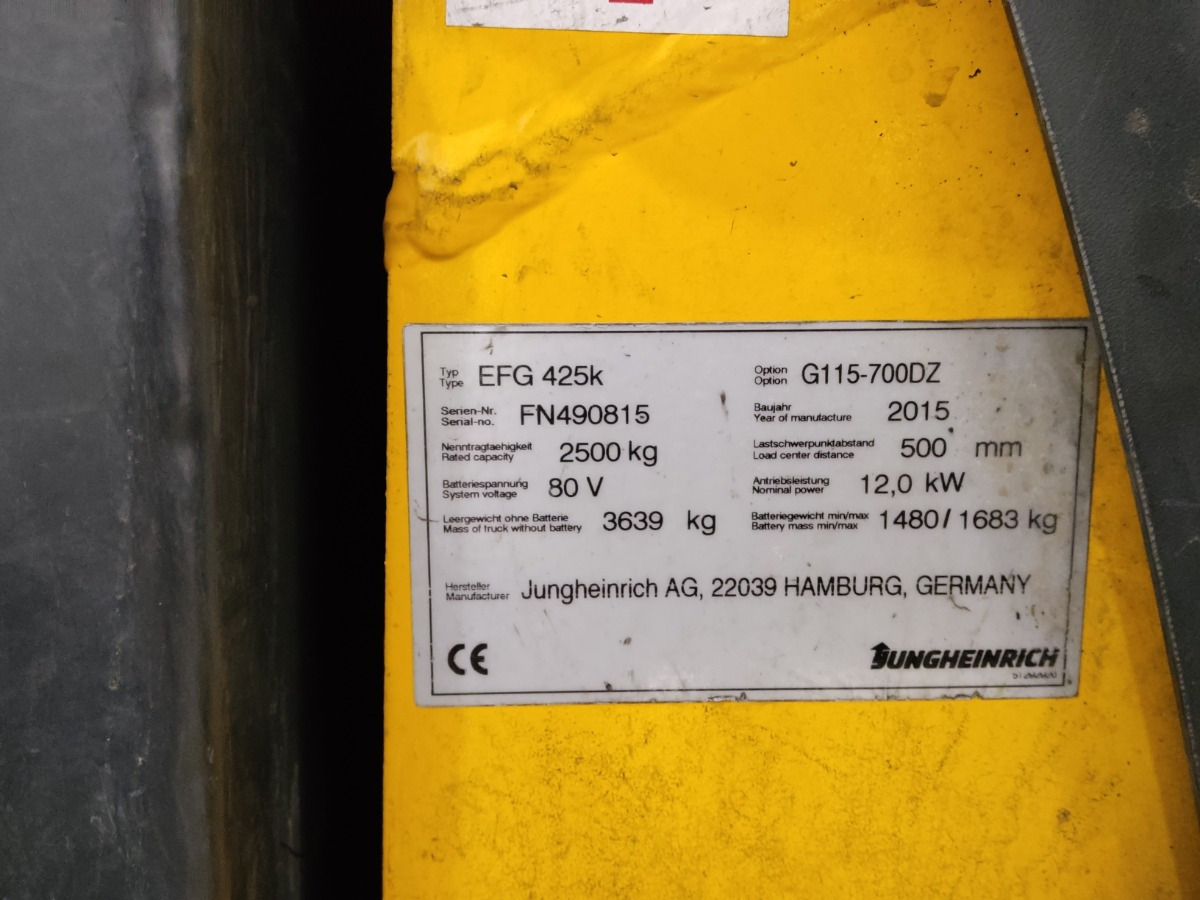 Typ
Type EFG 425k
Option
Option G115-700DZ
Serien-Nr.
Serial-no. FN490815
Baujahr
Year of manufacture 2015
Nenntragfaehigkeit
Rated capacity 2500 kg
Lastschwerpunktabstand
Load center distance 500 mm
Batteriespannung
System voltage 80 V
Antriebsleistung
Nominal power 12,0 kW
Leergewicht ohne Batterie
Mass of truck without battery 3639 kg
Batteriegewicht min/max
Battery mass min/max 1480/1683 kg
Hersteller
Manufacturer Jungheinrich AG, 22039 HAMBURG, GERMANY
CE
JUNGHEINRICH